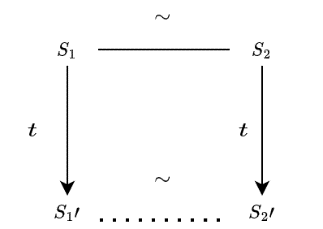 ∼
S₁ S₂
t t
∼
S₁′ S₂′